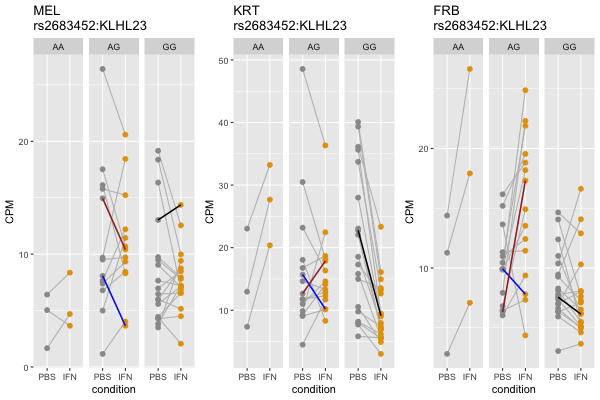 MEL
rs2683452:KLHL23
AA
AG
GG
20
10
0
CPM
PBS
IFN
PBS
IFN
PBS
IFN
condition
KRT
rs2683452:KLHL23
AA
AG
GG
50
40
30
20
10
CPM
PBS
IFN
PBS
IFN
PBS
IFN
condition
FRB
rs2683452:KLHL23
AA
AG
GG
20
10
CPM
PBS
IFN
PBS
IFN
PBS
IFN
condition